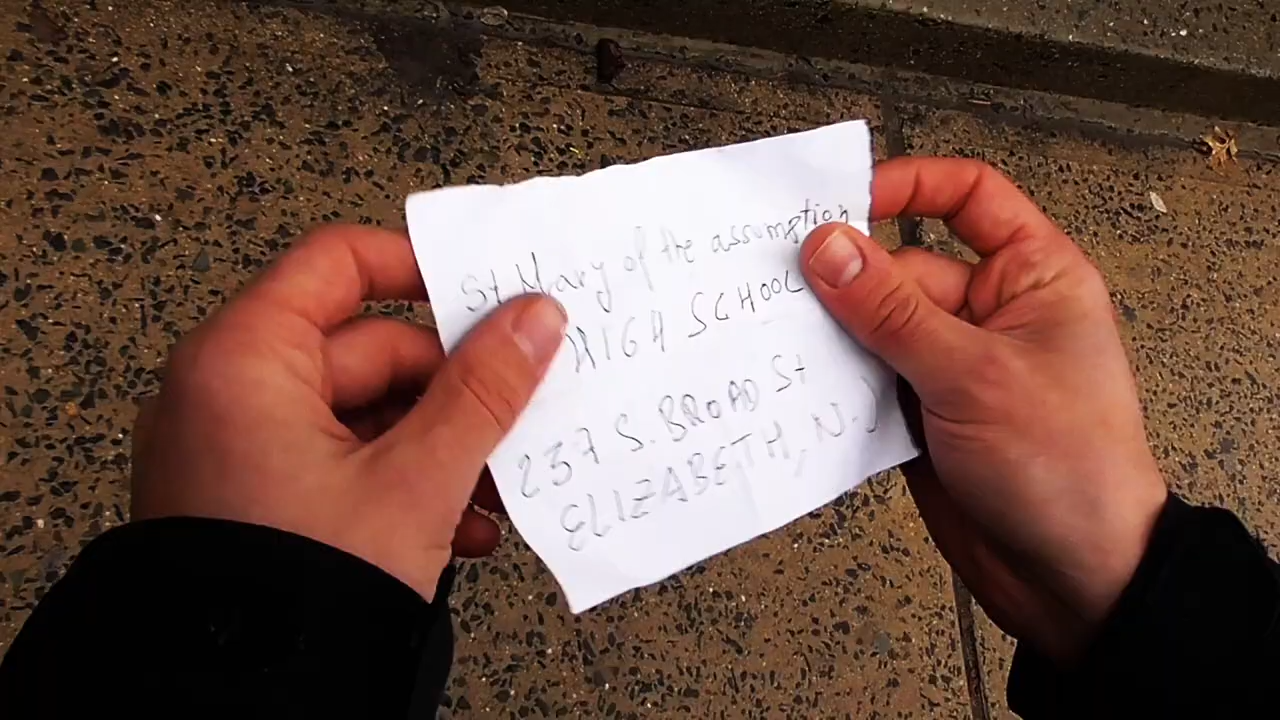 St Mary of the assumption
HIGH SCHOOL
237 S. BROAD St
ELIZABETH, N.J